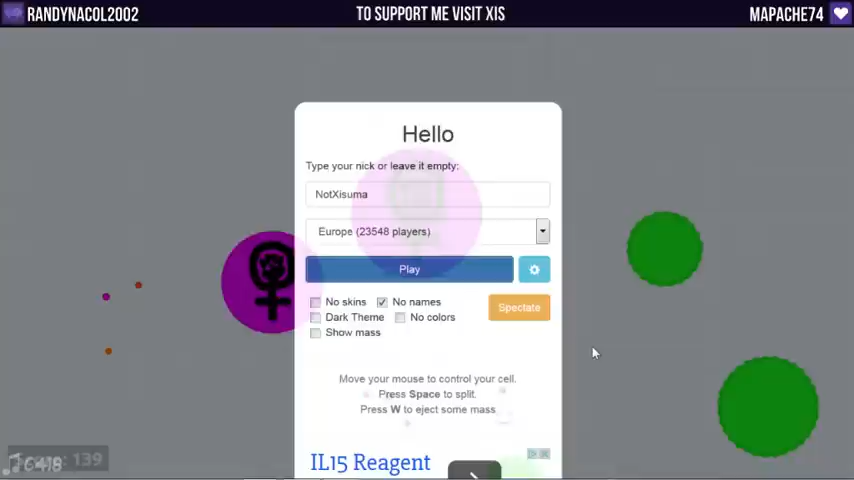 RANDYNACOL2002
TO SUPPORT ME VISIT XIS
MAPACHE74
Hello
Type your nick or leave it empty:
NotXisuma
Europe (23548 players)
Play
No skins
No names
Dark Theme
No colors
Show mass
Spectate
Move your mouse to control your cell.
Press Space to split.
Press W to eject some mass
IL15 Reagent
: 139